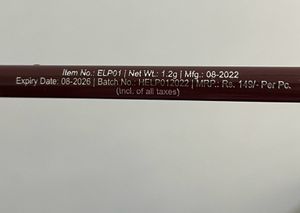 Item No.: ELP01 | Net Wt.: 1.2g | Mfg.: 08-2022
Expiry Date: 08-2026 | Batch No.: HELP012022 | MRP.: Rs. 149/- Per Pc.
(Incl. of all taxes)